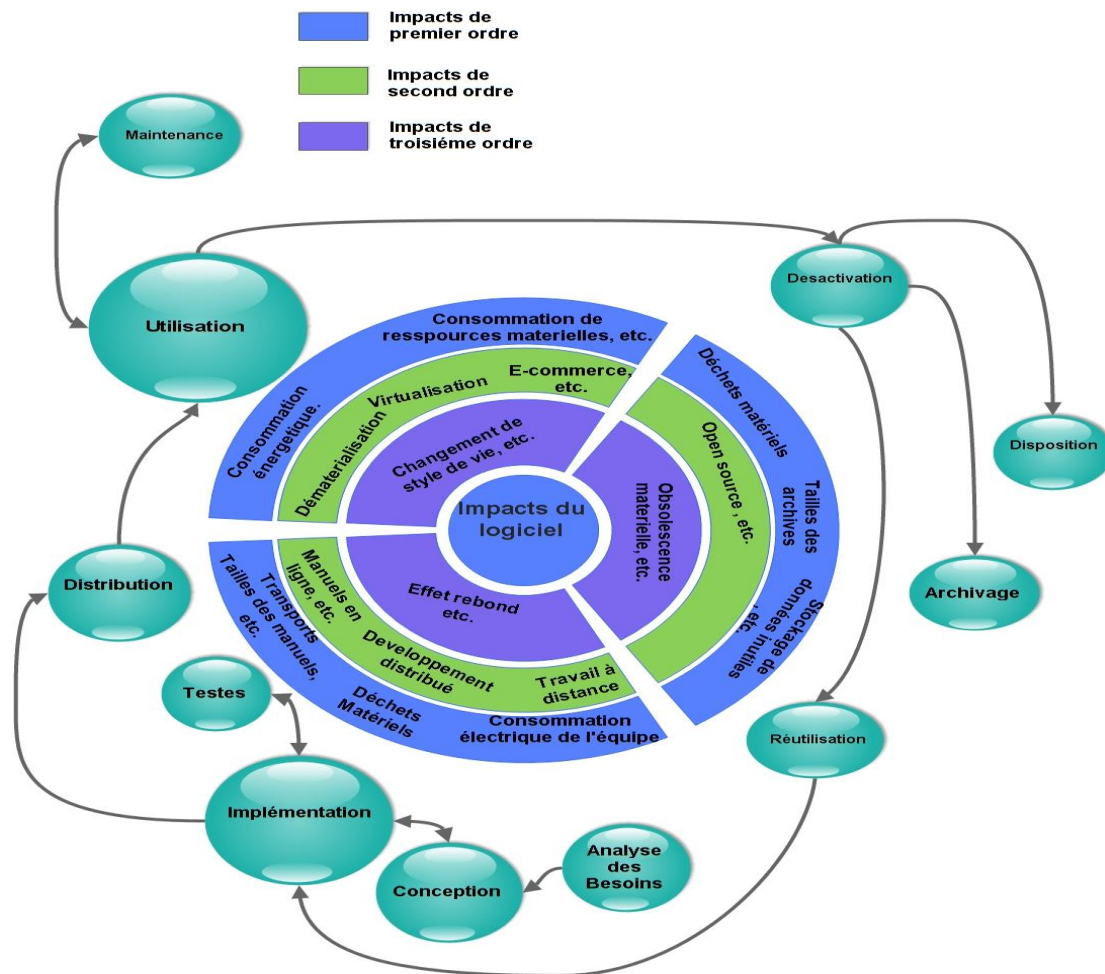 Impacts de
premier ordre
Impacts de
second ordre
Impacts de
troisiéme ordre
Maintenance
Utilisation
Desactivation
Disposition
Archivage
Réutilisation
Distribution
Testes
Implémentation
Conception
Analyse
des
Besoins
Consommation
énergetique.
Consommation de
resspources materielles, etc.
Dématerialisation
Virtualisation
E-commerce,
etc.
Changement de
style de vie, etc.
Déchets matériels
Tailles des
archives
Stockage de
données inutiles
, etc.
Open source , etc.
Obsolescence
materielle, etc.
Impacts du
logiciel
Effet rebond
etc.
Manuels en
ligne, etc.
Developpement
distribué
Travail à
distance
Transports
Tailles des manuels,
etc.
Déchets
Matériels
Consommation
électrique de l'équipe